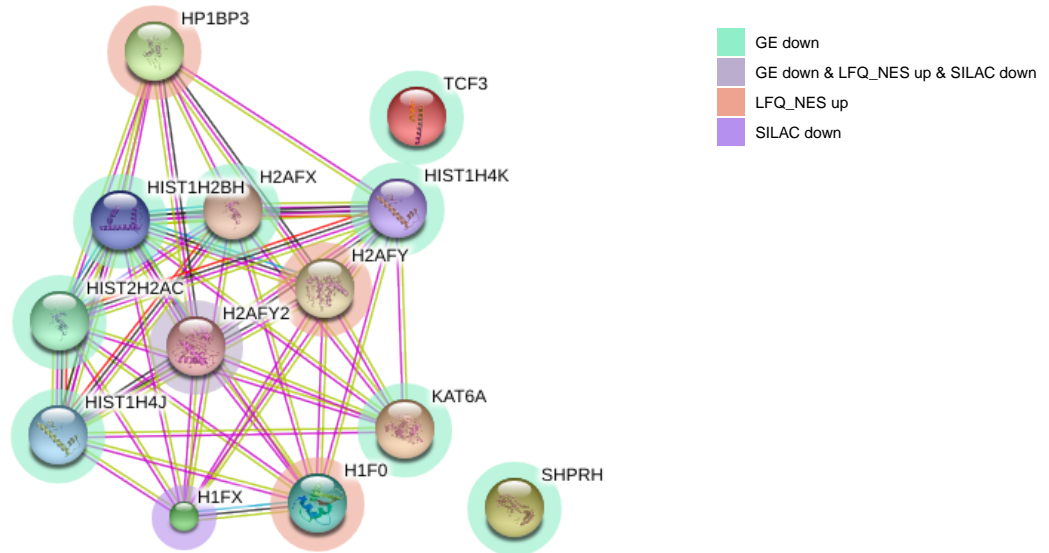 HP1BP3
TCF3
HIST1H2BH
H2AFX
HIST1H4K
H2AFY
HIST2H2AC
H2AFY2
HIST1H4J
KAT6A
H1F0
H1FX
SHPRH
GE down
GE down & LFQ_NES up & SILAC down
LFQ_NES up
SILAC down